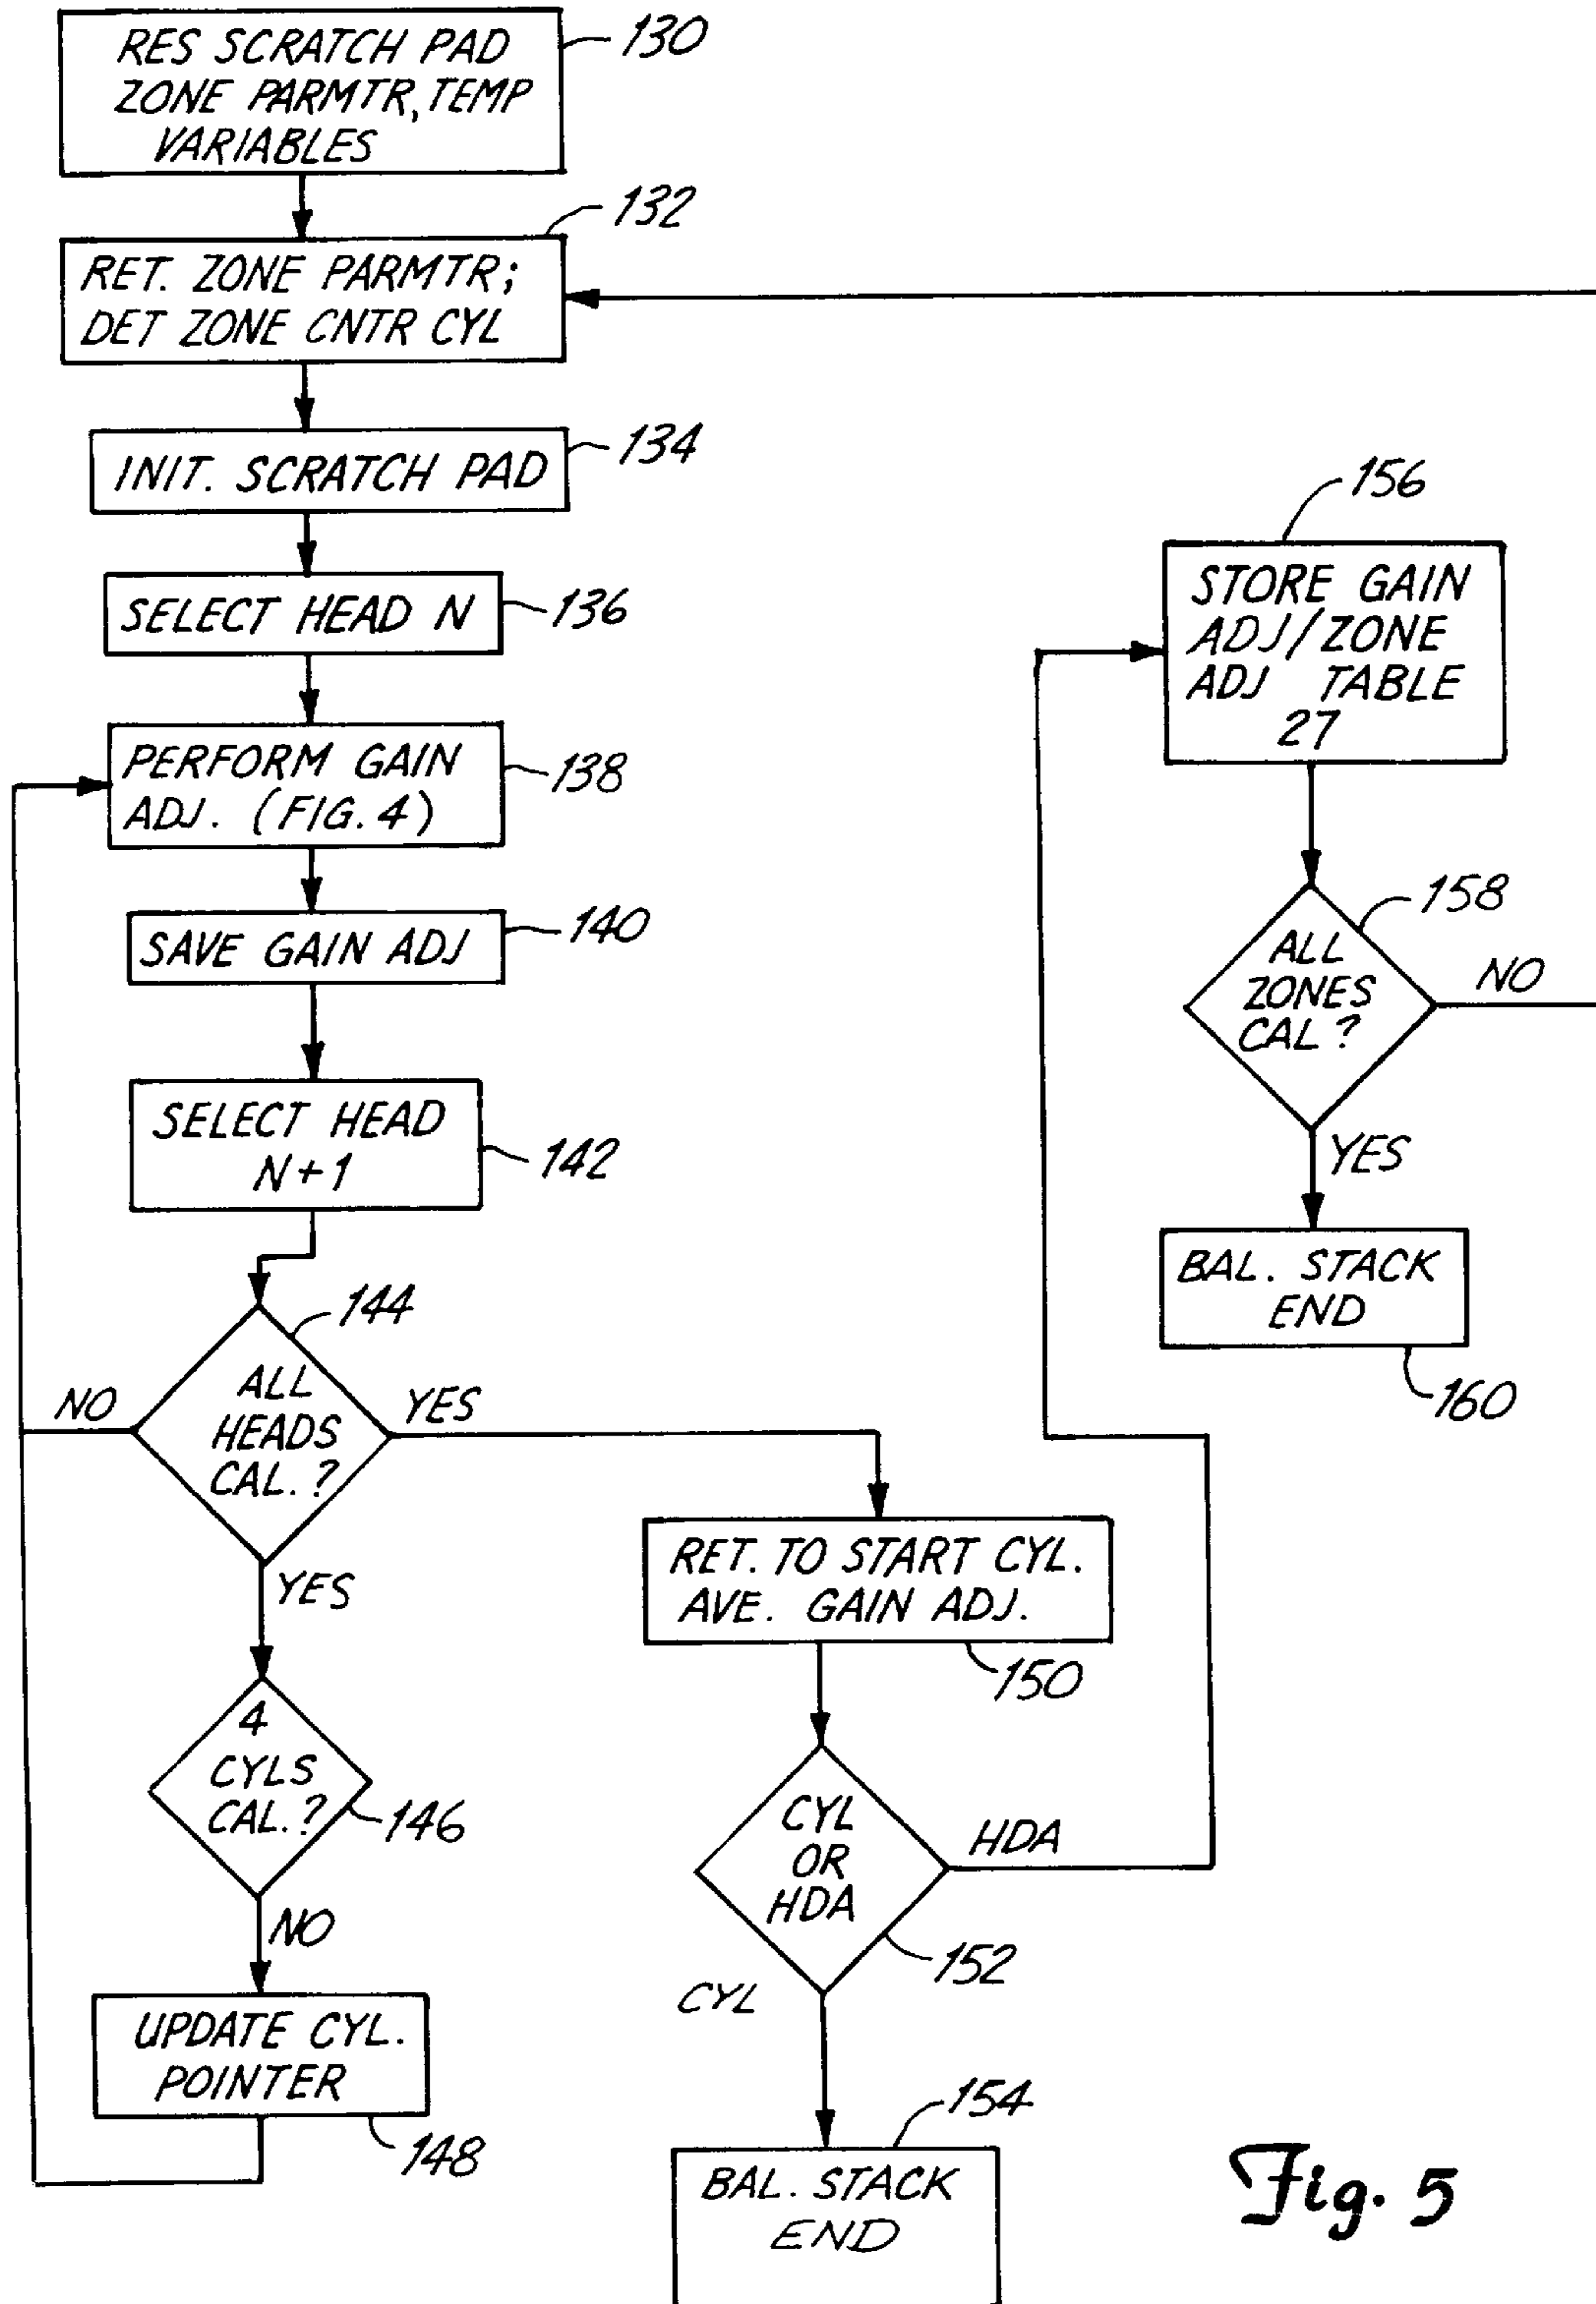 RES SCRATCH PAD
ZONE PARMTR, TEMP
VARIABLES
130
132
RET. ZONE PARMTR;
DET ZONE CNTR CYL
INIT. SCRATCH PAD
134
SELECT HEAD N
136
PERFORM GAIN
ADJ. (FIG. 4)
138
SAVE GAIN ADJ
140
SELECT HEAD
N+1
142
144
ALL
HEADS
CAL.?
NO
YES
YES
4
CYLS
CAL.?
146
NO
UPDATE CYL.
POINTER
148
RET. TO START CYL.
AVE. GAIN ADJ.
150
CYL
OR
HDA
HDA
152
CYL
154
BAL. STACK
END
156
STORE GAIN
ADJ/ZONE
ADJ TABLE
27
158
ALL
ZONES
CAL?
NO
YES
BAL. STACK
END
160
Fig. 5